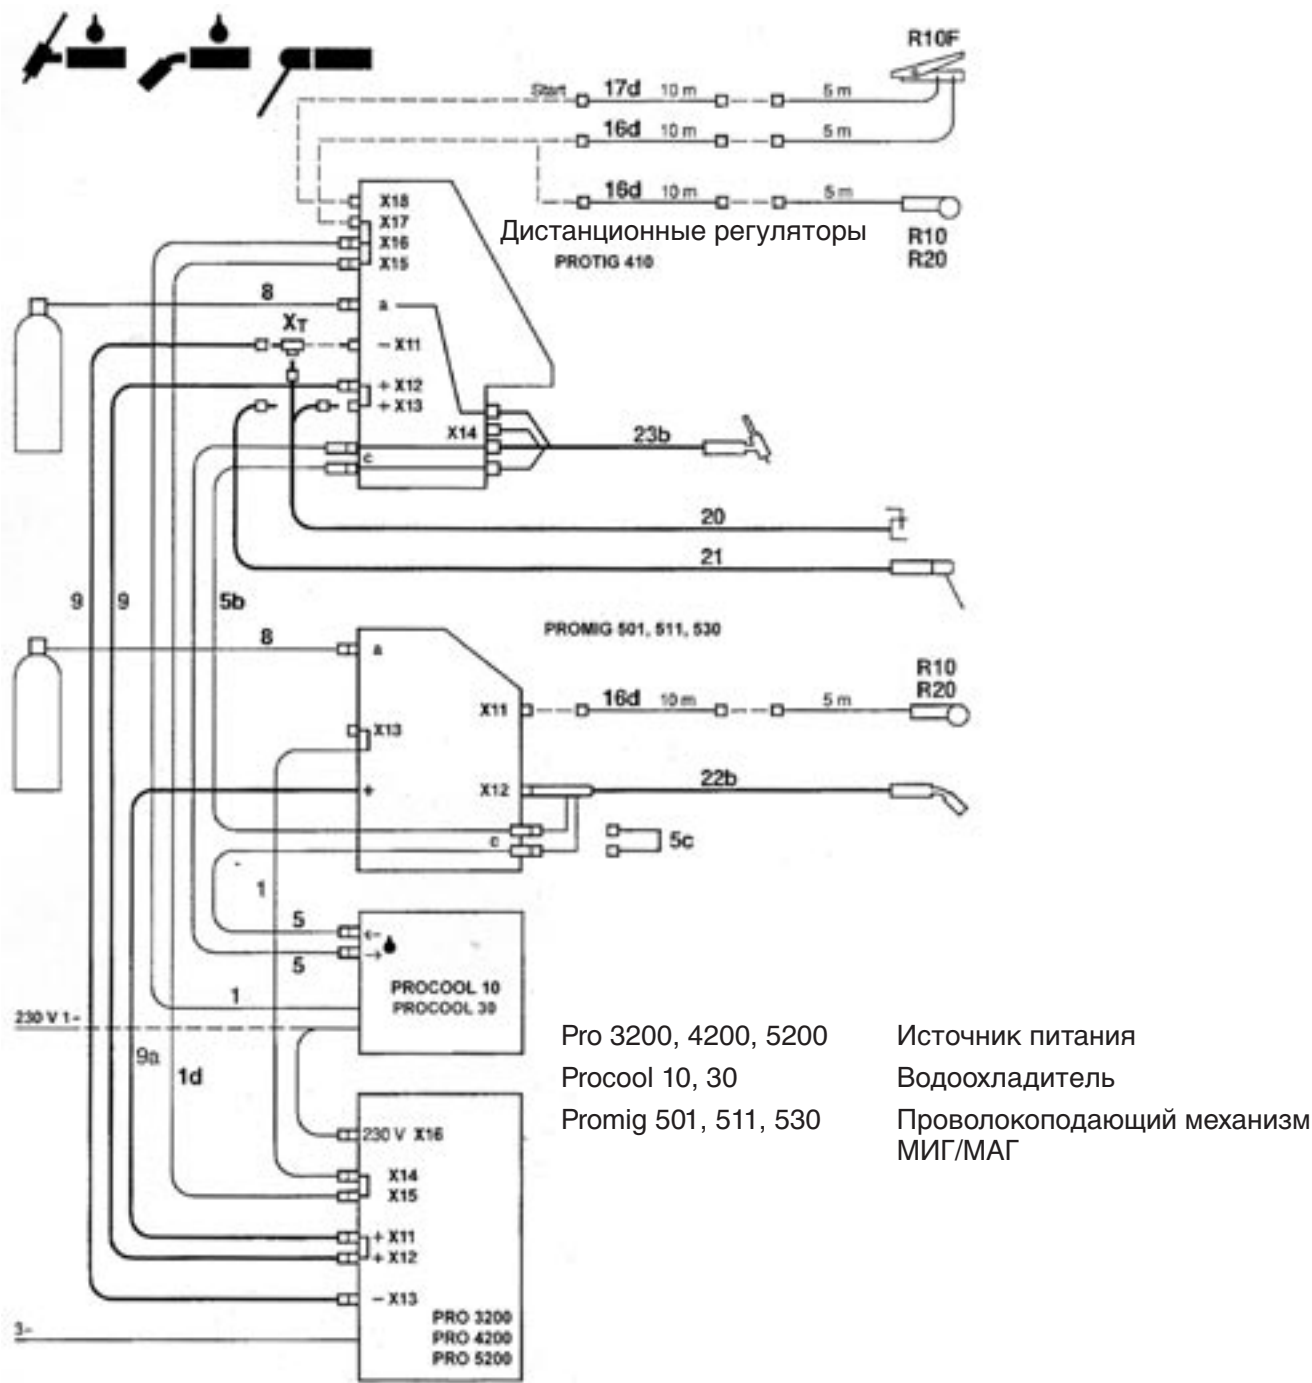 R10F
Start 17d 10 m 5 m
16d 10 m 5 m
16d 10 m 5 m
X18
X17
X16
X15
Дистанционные регуляторы
R10
R20
PROTIG 410
8
a
XT
- X11
+ X12
+ X13
X14
23b
c
20
21
9
9
5b
PROMIG 501, 511, 530
8
a
R10
R20
X11
16d 10 m 5 m
X13
+
X12
22b
c
5c
1
5
←
5
→
PROCOOL 10
PROCOOL 30
1
230 V 1~
Pro 3200, 4200, 5200 Источник питания
9a
1d
Procool 10, 30 Водоохладитель
Promig 501, 511, 530 Проволокоподающий механизм
МИГ/МАГ
230 V X16
X14
X15
+ X11
+ X12
- X13
PRO 3200
3~
PRO 4200
PRO 5200